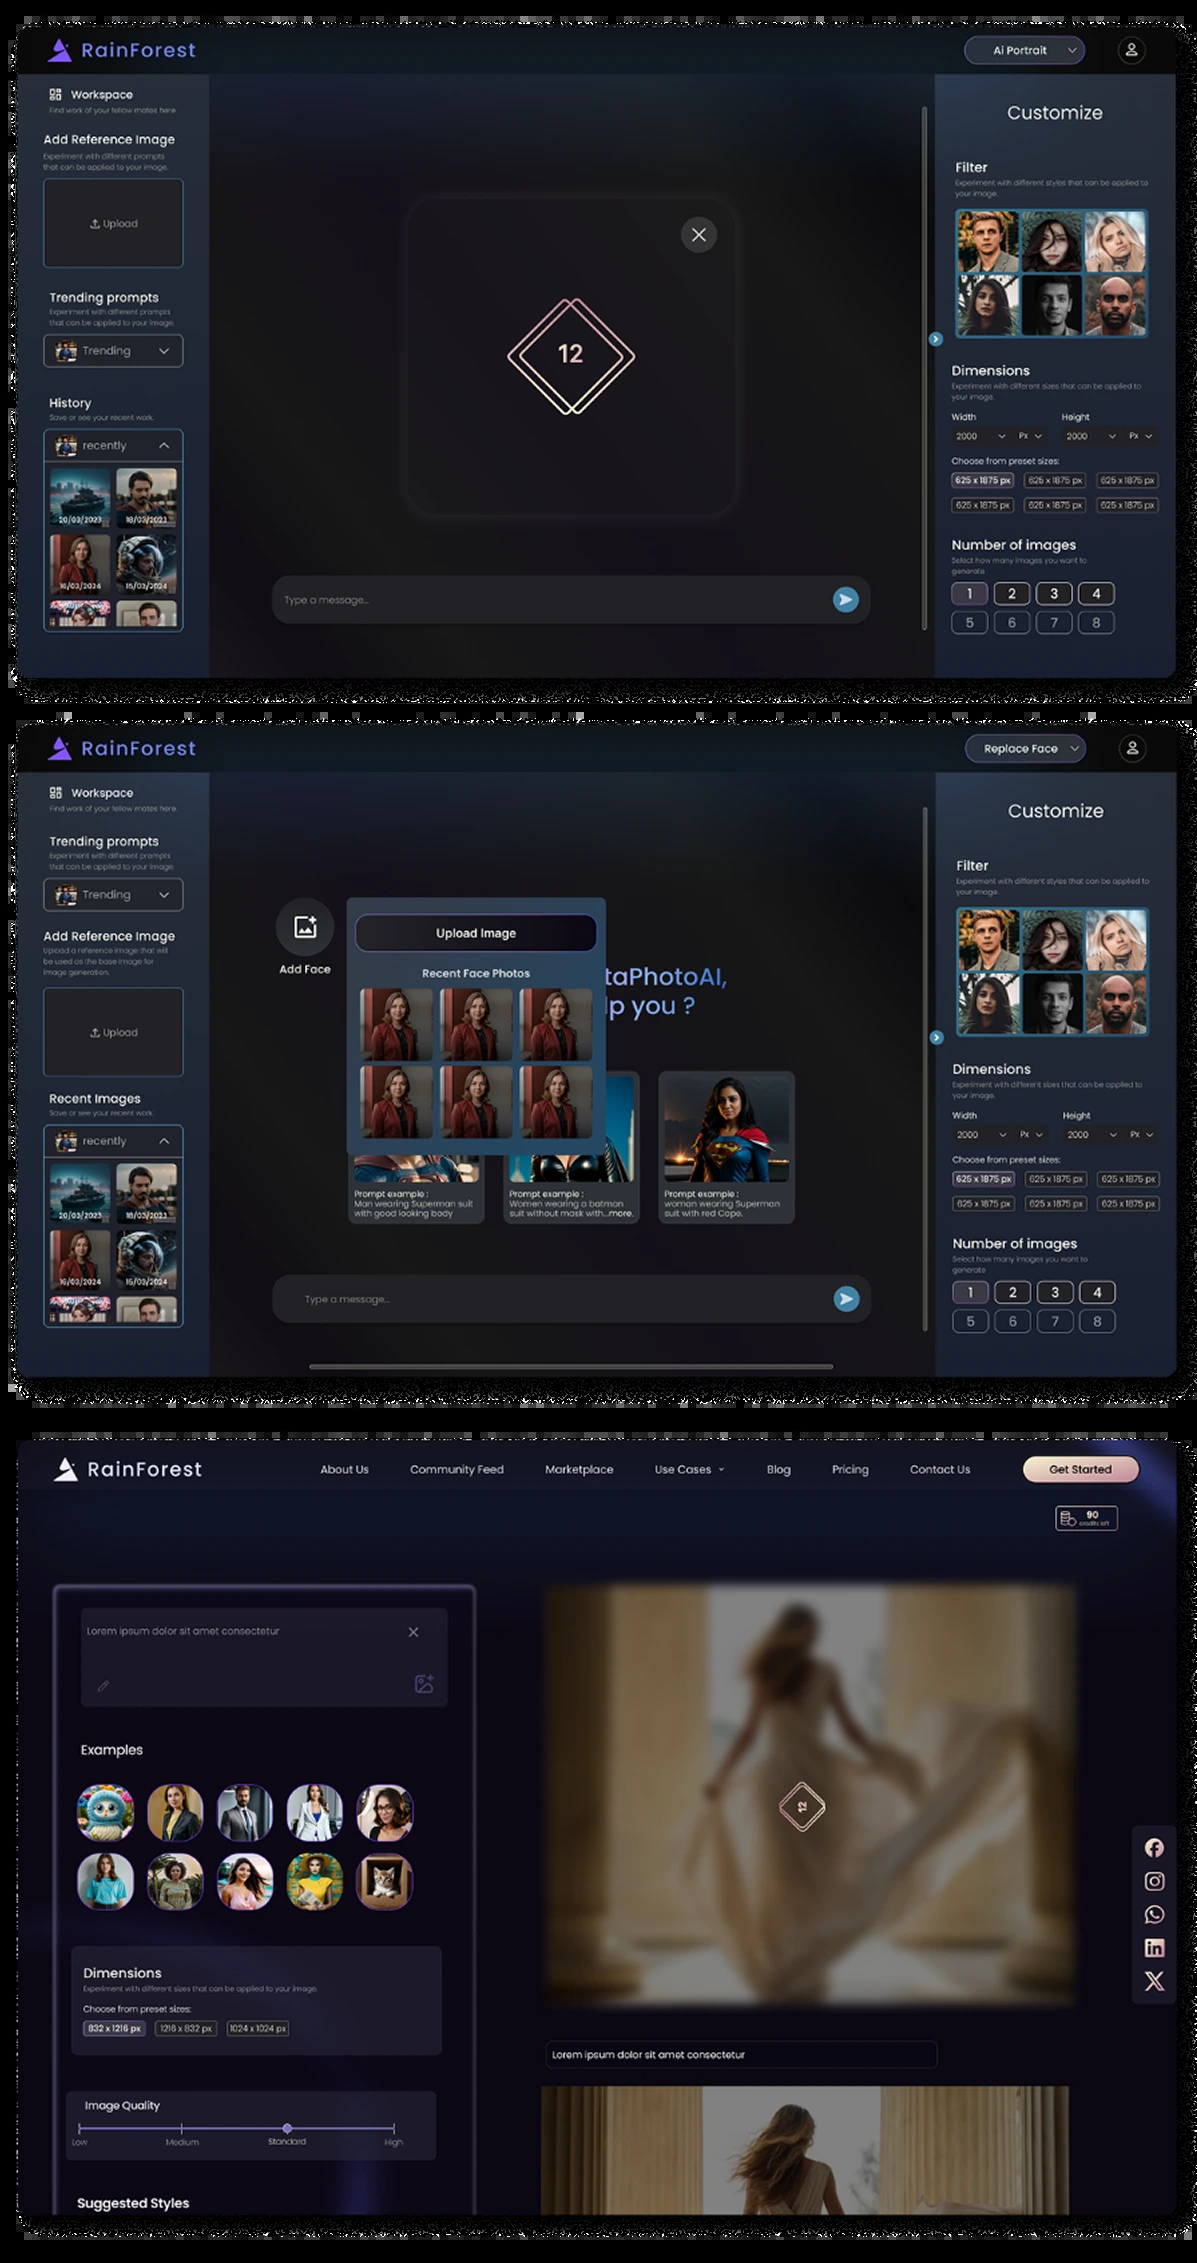 RainForest
Ai Portrait
Workspace
Find work of your fellow mates here
Add Reference Image
Experiment with different prompts
that can be applied to your image.
Upload
Trending prompts
Experiment with different prompts
that can be applied to your image
Trending
History
Save or see your recent work.
recently
20/03/2023
18/03/2023
16/03/2024
15/03/2024
12
Type a message...
Customize
Filter
Experiment with different styles that can be applied to
your image.
Dimensions
Experiment with different sizes that can be applied to
your image.
Width
Height
2000
Px
2000
Px
Choose from preset sizes:
625 x 1875 px
625 x 1875 px
625 x 1875 px
625 x 1875 px
625 x 1875 px
625 x 1875 px
Number of images
Select how many images you want to
generate
1
2
3
4
5
6
7
8
RainForest
Replace Face
Workspace
Find work of your fellow mates here.
Trending prompts
Experiment with different prompts
that can be applied to your image
Trending
Add Reference Image
Upload a reference image that will
be used as the base image for
image generation.
Upload
Recent Images
Save or see your recent work.
recently
20/03/2023
18/03/2023
16/03/2024
15/03/2024
Add Face
Upload Image
Recent Face Photos
taPhotoAI,
lp you ?
Prompt example :
Man wearing Superman suit
with good looking body
Prompt example :
Women wearing a batman
suit without mask with...more.
Prompt example :
woman wearing Superman
suit with red Cape.
Type a message...
Customize
Filter
Experiment with different styles that can be applied to
your image.
Dimensions
Experiment with different sizes that can be applied to
your image.
Width
Height
2000
Px
2000
Px
Choose from preset sizes:
625 x 1875 px
625 x 1875 px
625 x 1875 px
625 x 1875 px
625 x 1875 px
625 x 1875 px
Number of images
Select how many images you want to
generate
1
2
3
4
5
6
7
8
RainForest
About Us
Community Feed
Marketplace
Use Cases
Blog
Pricing
Contact Us
Get Started
90
credits left
Lorem ipsum dolor sit amet consectetur
Examples
Dimensions
Experiment with different sizes that can be applied to your image.
Choose from preset sizes:
832 x 1216 px
1216 x 832 px
1024 x 1024 px
Image Quality
Low
Medium
Standard
High
Suggested Styles
12
Lorem ipsum dolor sit amet consectetur